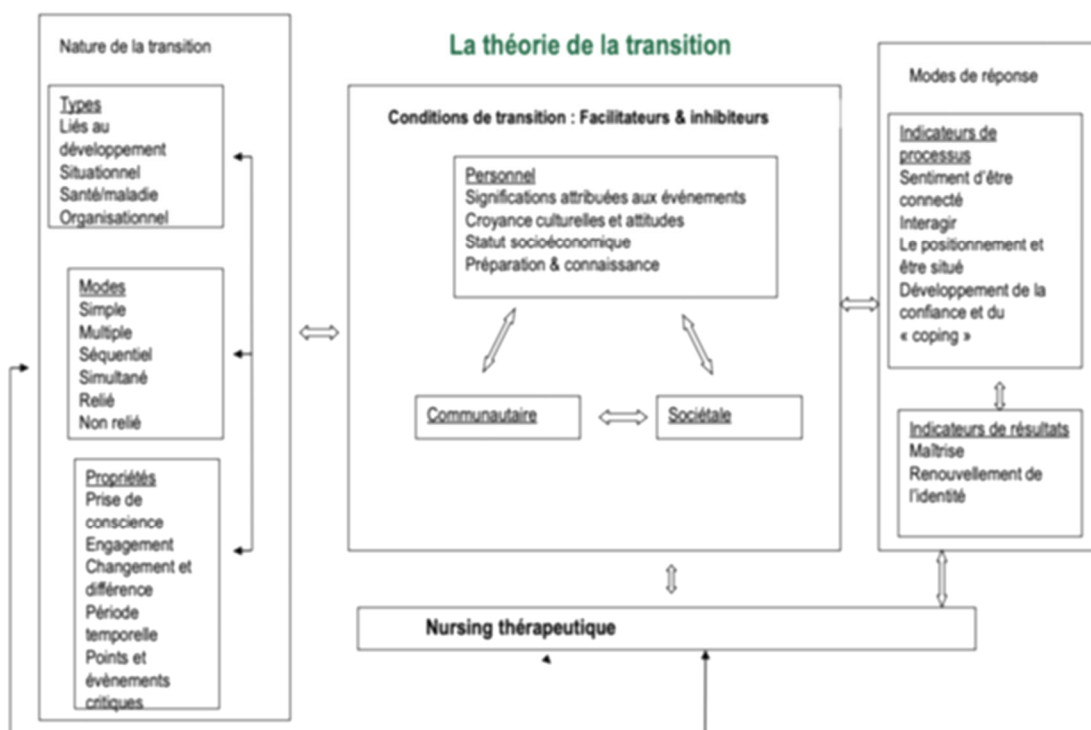 La théorie de la transition
Nature de la transition
Types
Liés au
développement
Situationnel
Santé/maladie
Organisationnel
Modes
Simple
Multiple
Séquentiel
Simultané
Relié
Non relié
Propriétés
Prise de
conscience
Engagement
Changement et
différence
Période
temporelle
Points et
évènements
critiques
Conditions de transition : Facilitateurs & inhibiteurs
Personnel
Significations attribuées aux événements
Croyance culturelles et attitudes
Statut socioéconomique
Préparation & connaissance
Communautaire
Sociétale
Modes de réponse
Indicateurs de
processus
Sentiment d'être
connecté
Interagir
Le positionnement et
être situé
Développement de la
confiance et du
« coping »
Indicateurs de résultats
Maîtrise
Renouvellement de
l'identité
Nursing thérapeutique